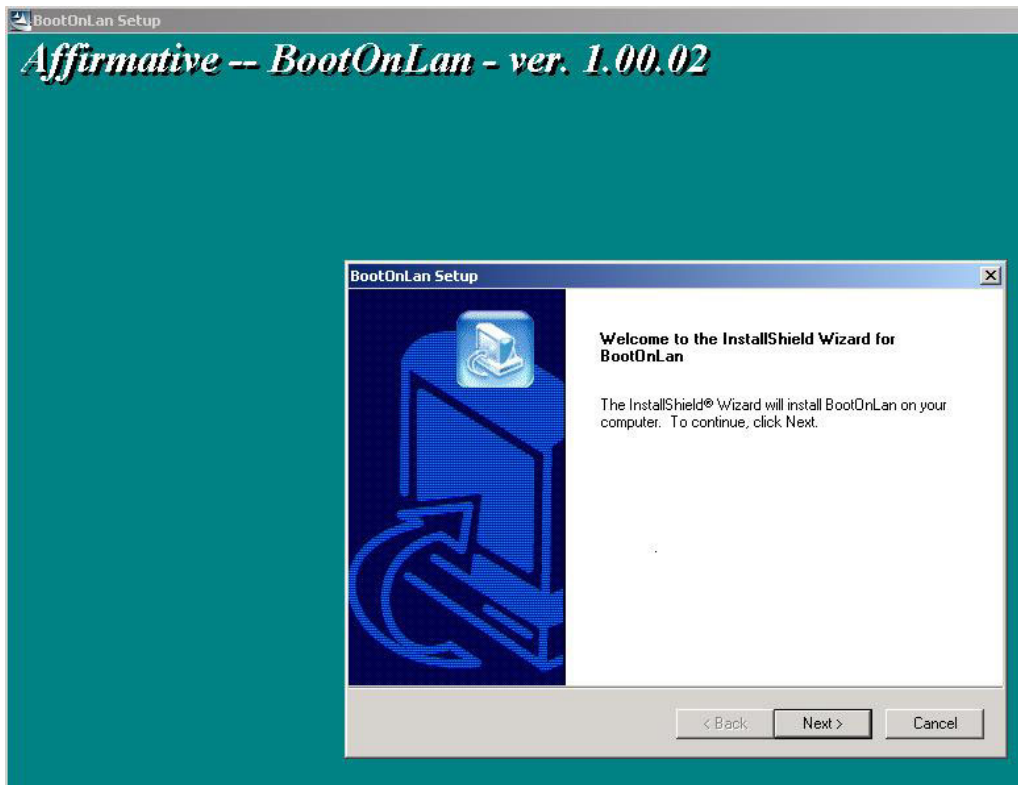 BootOnLan Setup
Affirmative -- BootOnLan - ver. 1.00.02
BootOnLan Setup
Welcome to the InstallShield Wizard for
BootOnLan
The InstallShield® Wizard will install BootOnLan on your
computer. To continue, click Next.
< Back Next > Cancel